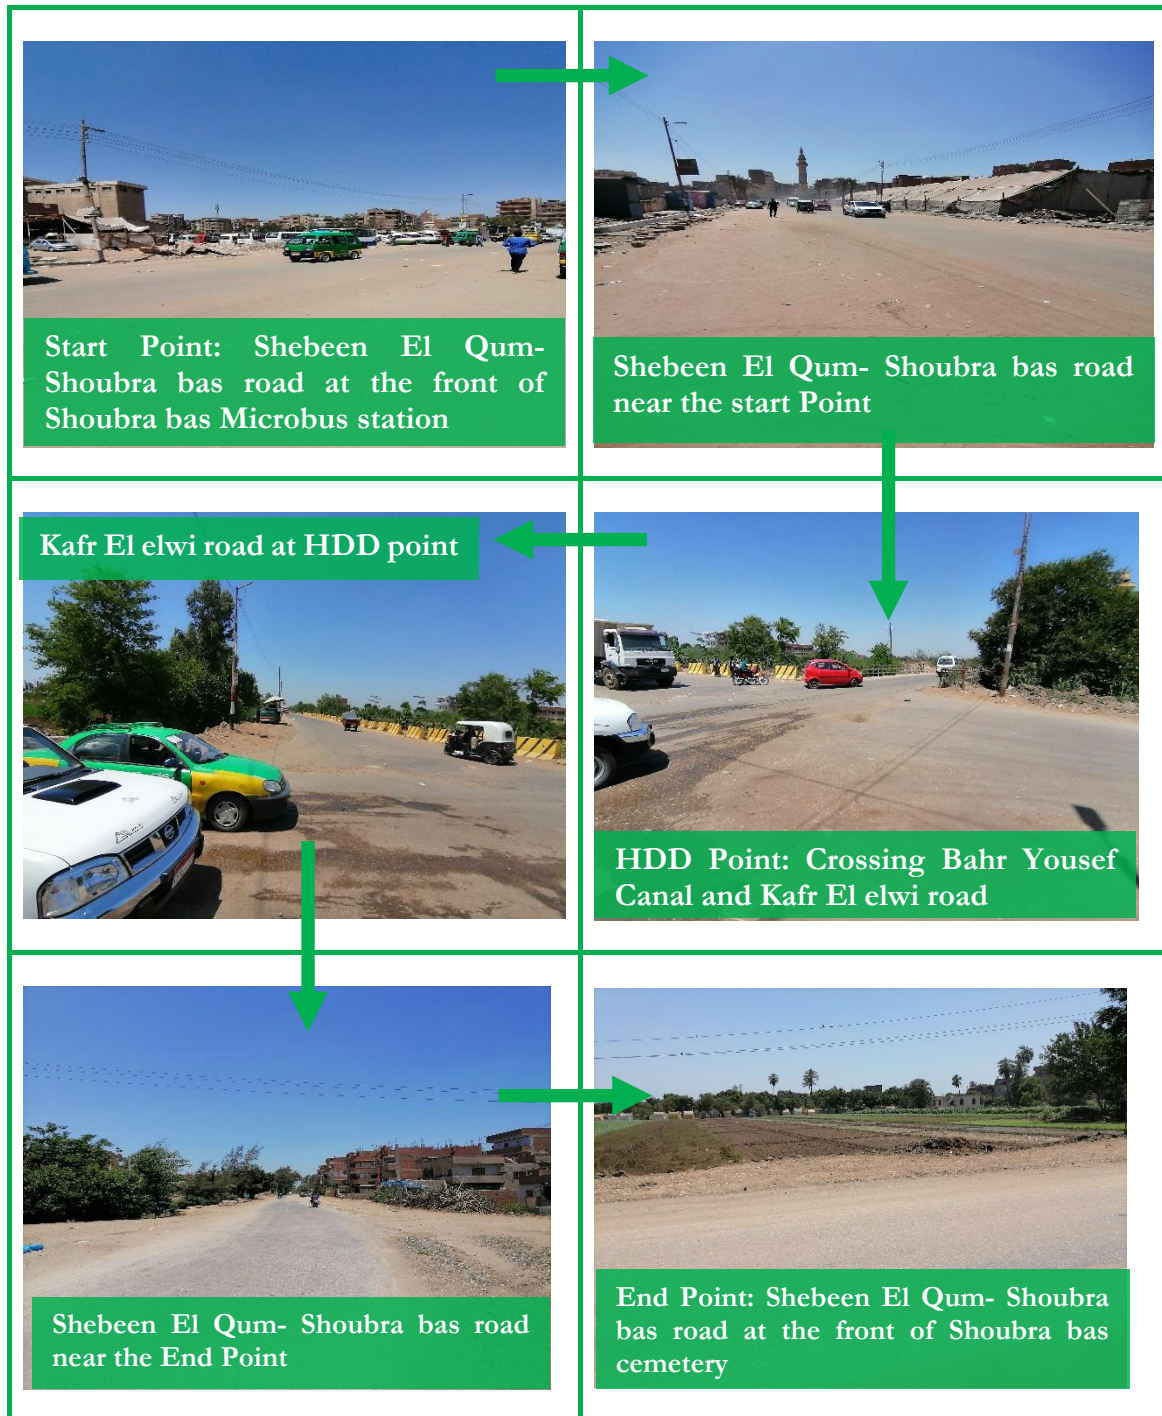 Start Point: Shebeen El Qum-
Shoubra bas road at the front of
Shoubra bas Microbus station
Shebeen El Qum- Shoubra bas road
near the start Point
Kafr El elwi road at HDD point
HDD Point: Crossing Bahr Yousef
Canal and Kafr El elwi road
Shebeen El Qum- Shoubra bas road
near the End Point
End Point: Shebeen El Qum- Shoubra
bas road at the front of Shoubra bas
cemetery